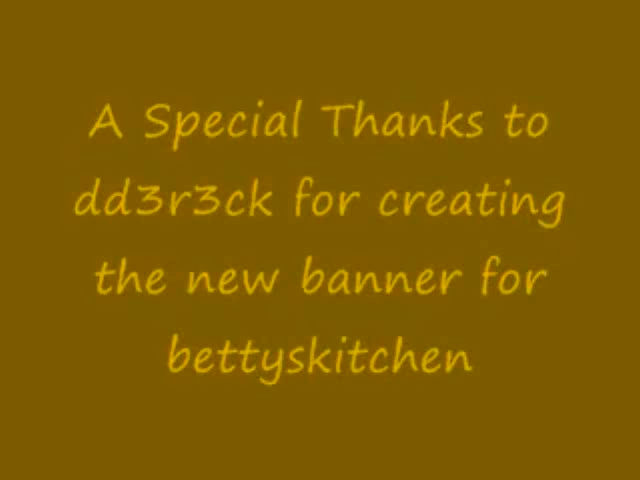 A Special Thanks to
dd3r3ck for creating
the new banner for
bettyskitchen